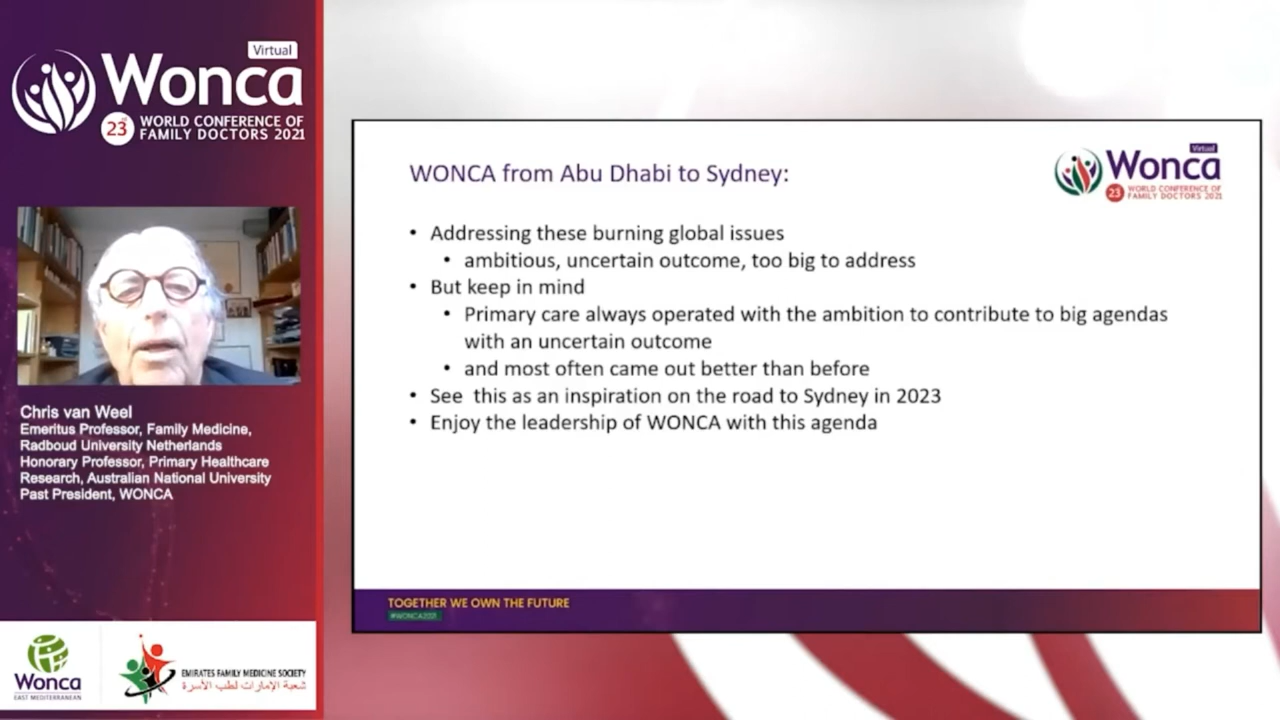 Virtual
Wonca
23rd WORLD CONFERENCE OF
FAMILY DOCTORS 2021
Chris van Weel
Emeritus Professor, Family Medicine,
Radboud University Netherlands
Honorary Professor, Primary Healthcare
Research, Australian National University
Past President, WONCA
Wonca
EAST MEDITERRANEAN
EMIRATES FAMILY MEDICINE SOCIETY
شعبة الإمارات لطب الأسرة
WONCA from Abu Dhabi to Sydney:
Virtual
Wonca
23 WORLD CONFERENCE OF
FAMILY DOCTORS 2021
• Addressing these burning global issues
• ambitious, uncertain outcome, too big to address
• But keep in mind
• Primary care always operated with the ambition to contribute to big agendas
with an uncertain outcome
• and most often came out better than before
• See  this as an inspiration on the road to Sydney in 2023
• Enjoy the leadership of WONCA with this agenda
TOGETHER WE OWN THE FUTURE
#WONCA2021